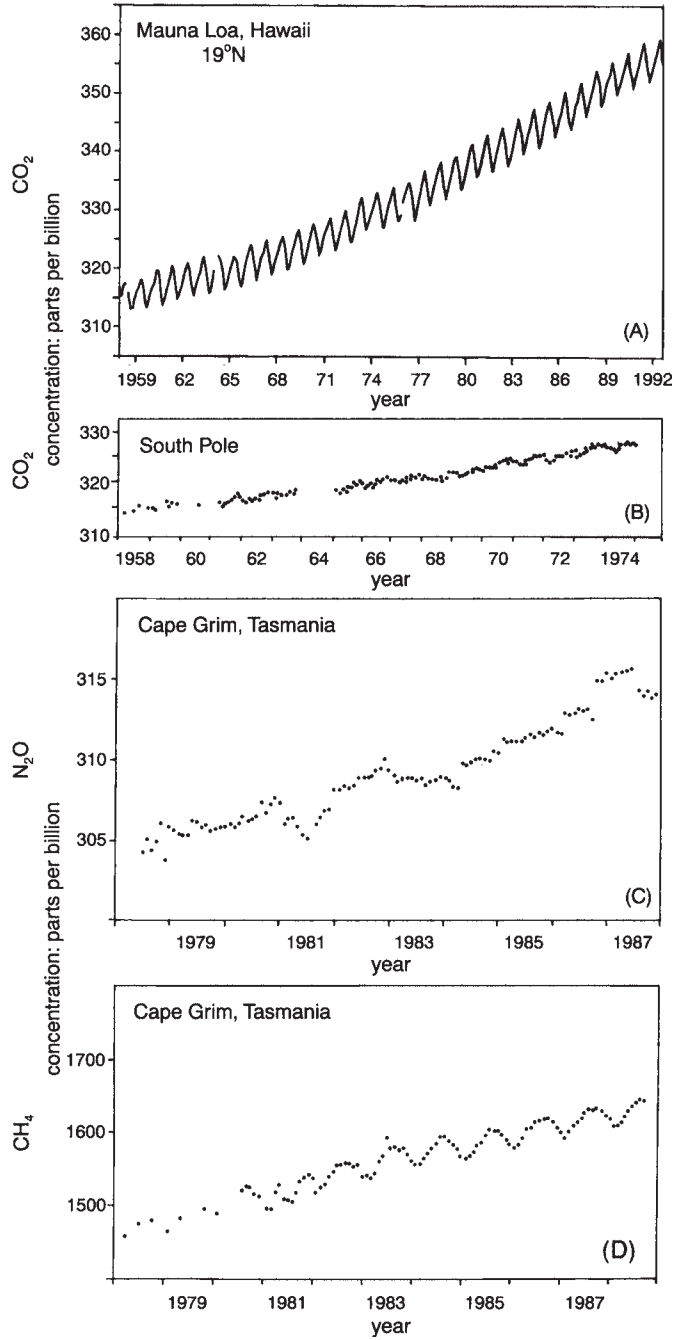 Mauna Loa, Hawaii
19°N
360
350
340
330
320
310
CO₂
concentration: parts per billion
(A)
1959 62 65 68 71 74 77 80 83 86 89 1992
year
South Pole
330
320
310
CO₂
(B)
1958 60 62 64 66 68 70 72 1974
year
Cape Grim, Tasmania
315
310
305
N₂O
concentration: parts per billion
(C)
1979 1981 1983 1985 1987
year
Cape Grim, Tasmania
1700
1600
1500
CH₄
(D)
1979 1981 1983 1985 1987
year